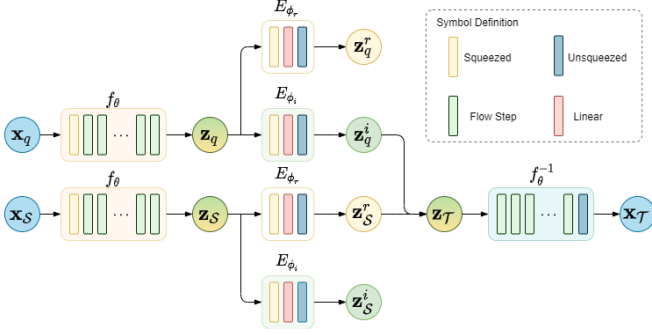 E_{ϕ_r}
z_q^r
Symbol Definition
Squeezed
Unsqueezed
Flow Step
Linear
f_θ
E_{ϕ_i}
x_q
...
z_q
z_q^i
f_θ
E_{ϕ_r}
f_θ^{-1}
x_S
...
z_S
z_S^r
z_T
...
x_T
E_{ϕ_i}
z_S^i